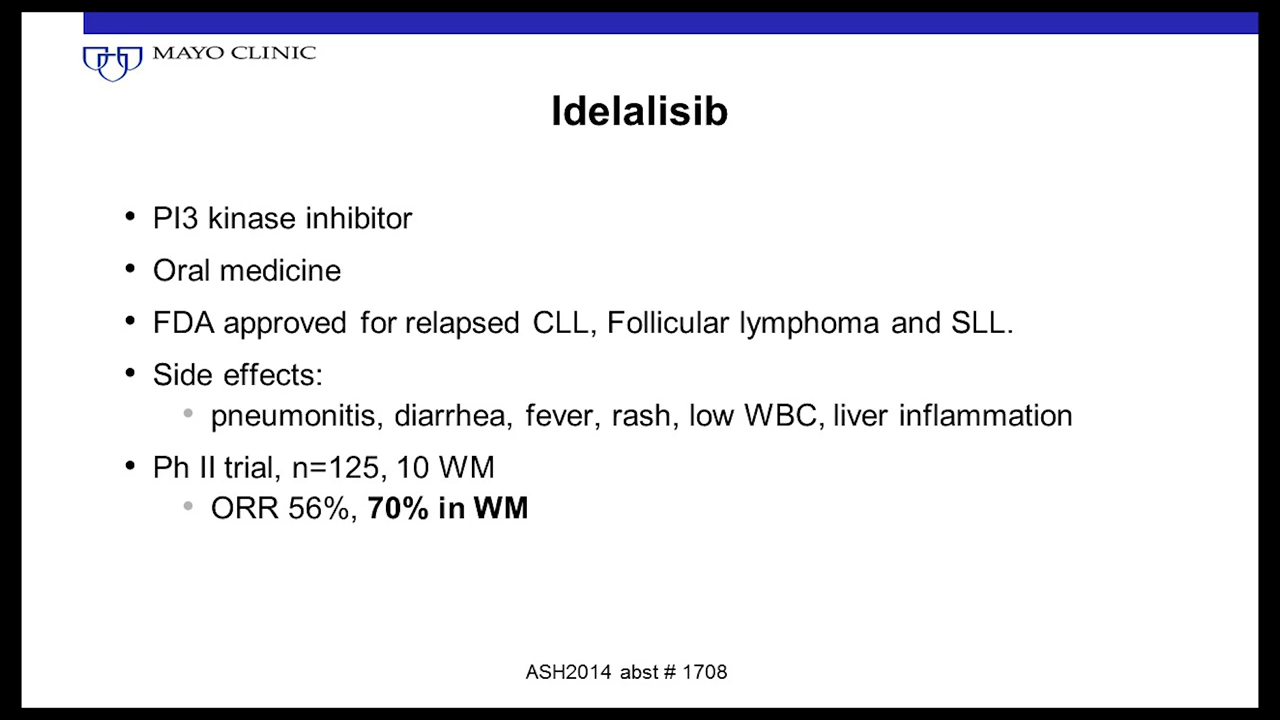 MAYO CLINIC
Idelalisib
• PI3 kinase inhibitor
• Oral medicine
• FDA approved for relapsed CLL, Follicular lymphoma and SLL.
• Side effects:
• pneumonitis, diarrhea, fever, rash, low WBC, liver inflammation
• Ph II trial, n=125, 10 WM
• ORR 56%, 70% in WM
ASH2014 abst # 1708